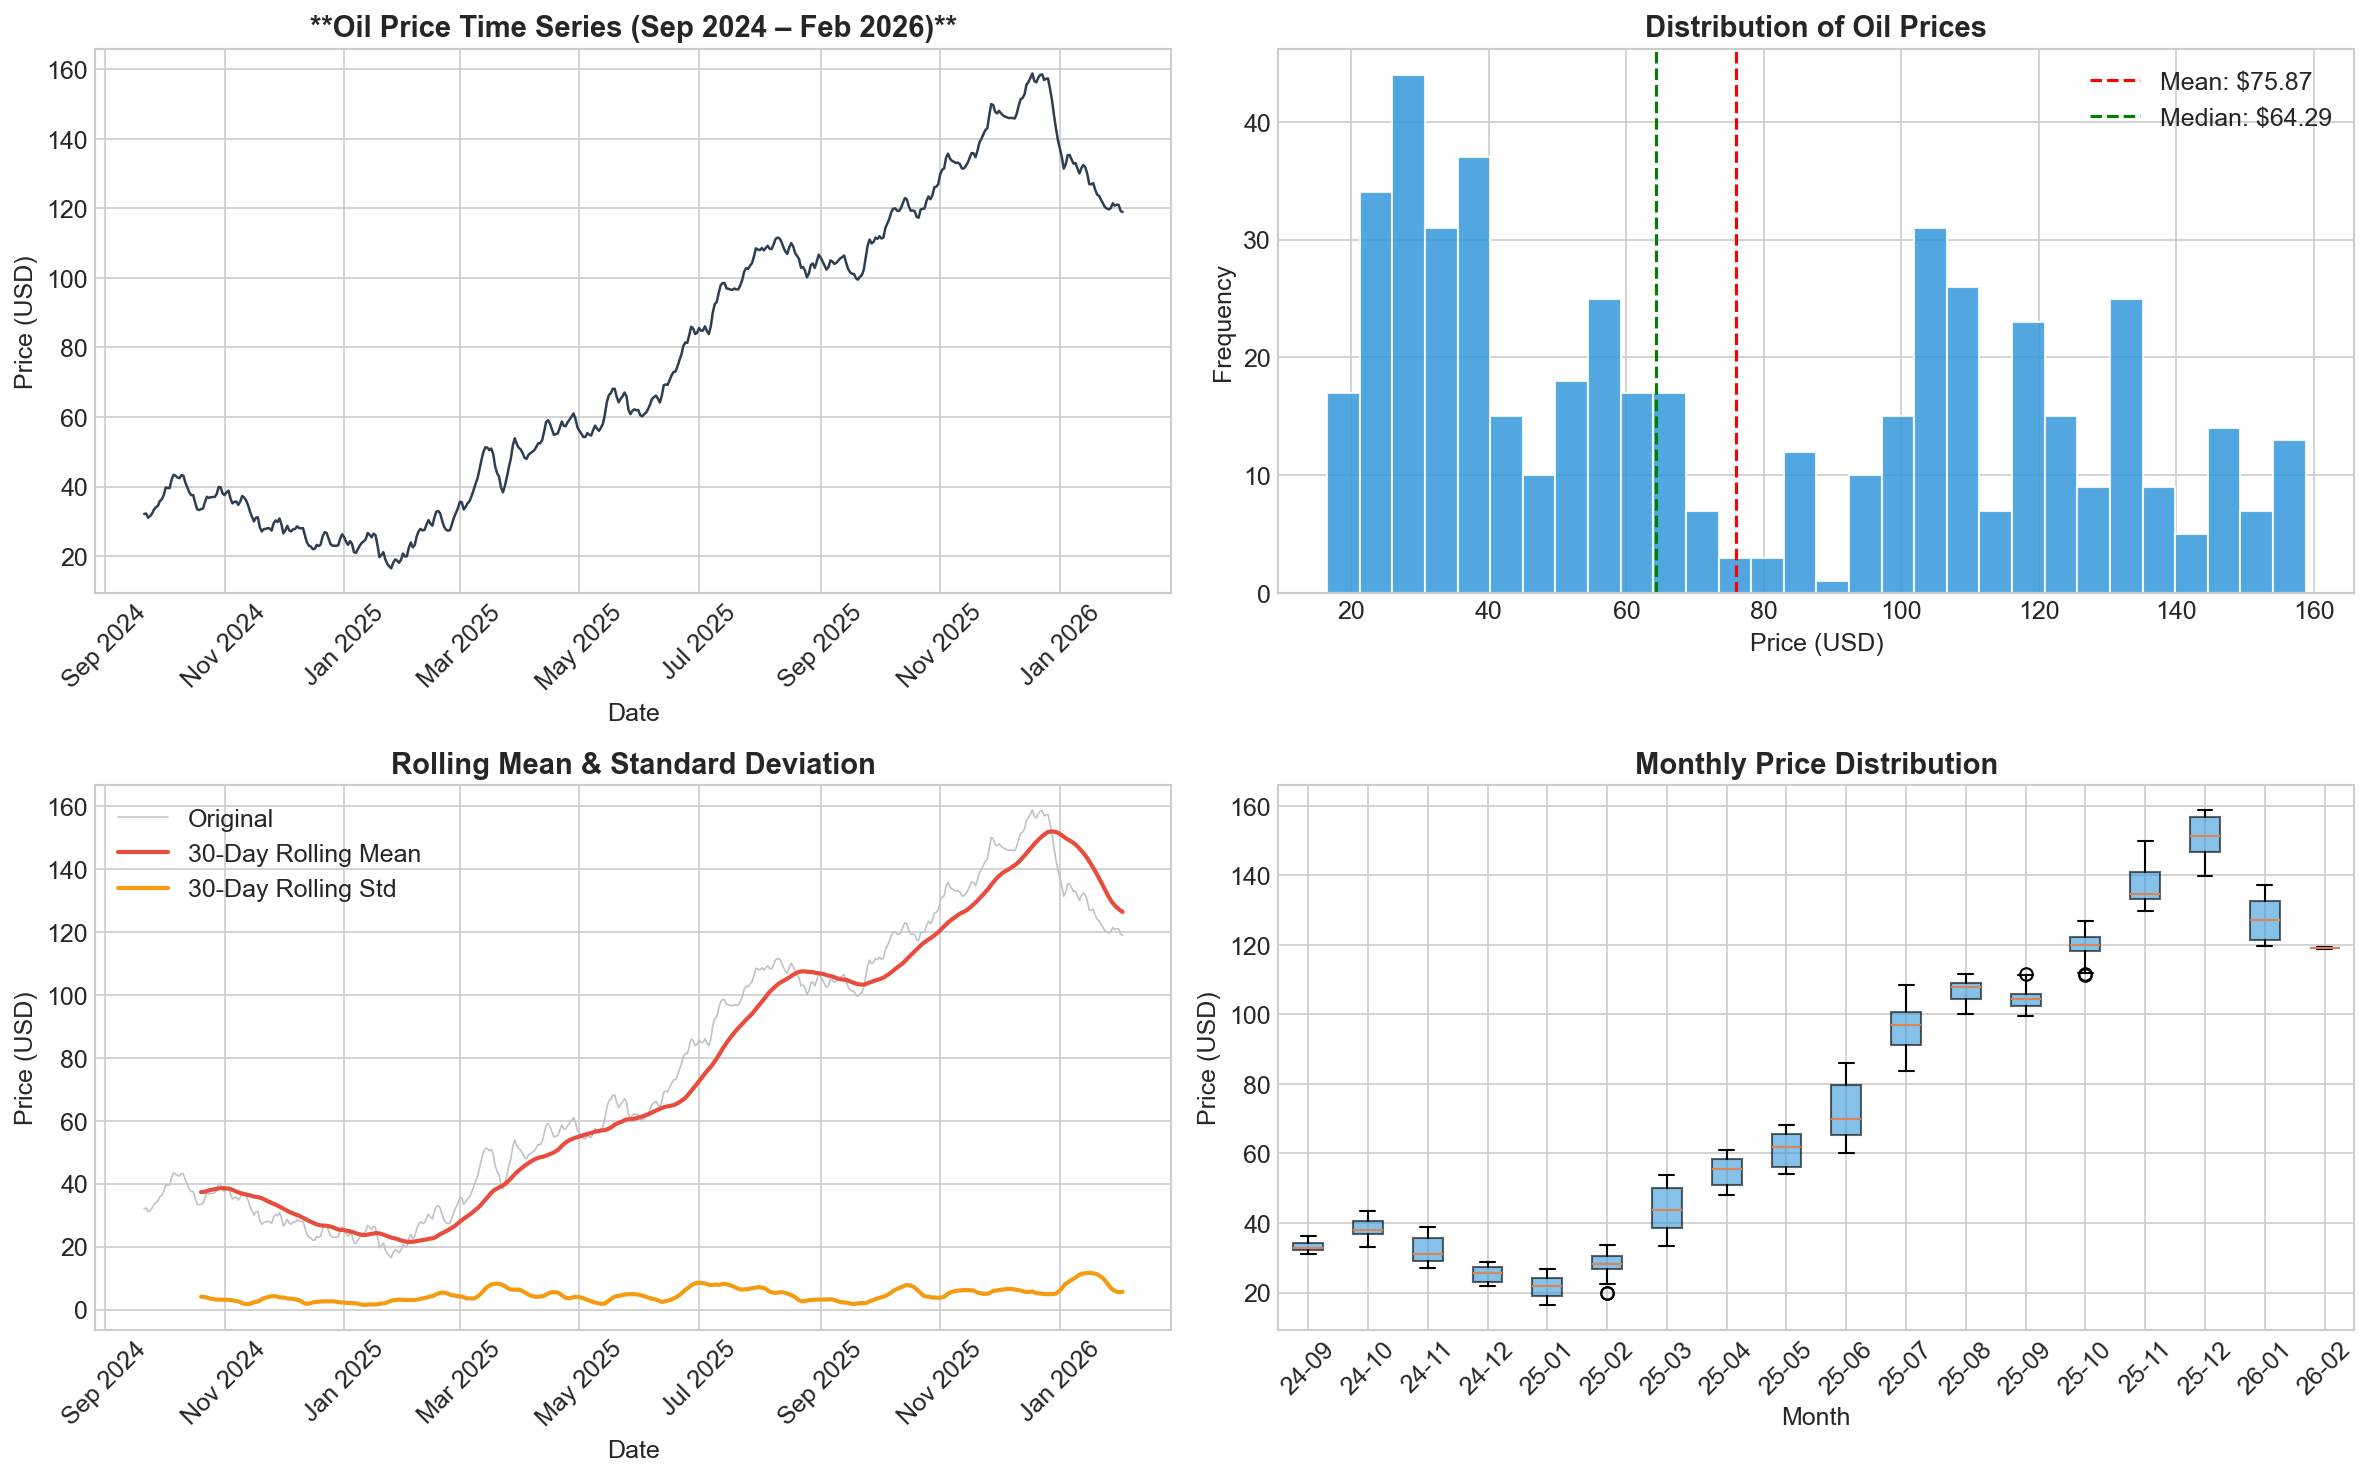 **Oil Price Time Series (Sep 2024 – Feb 2026)**
Price (USD)
160
140
120
100
80
60
40
20
Sep 2024
Nov 2024
Jan 2025
Mar 2025
May 2025
Jul 2025
Sep 2025
Nov 2025
Jan 2026
Date
Distribution of Oil Prices
Mean: $75.87
Median: $64.29
Frequency
40
30
20
10
0
20
40
60
80
100
120
140
160
Price (USD)
Rolling Mean & Standard Deviation
Original
30-Day Rolling Mean
30-Day Rolling Std
Price (USD)
160
140
120
100
80
60
40
20
0
Sep 2024
Nov 2024
Jan 2025
Mar 2025
May 2025
Jul 2025
Sep 2025
Nov 2025
Jan 2026
Date
Monthly Price Distribution
Price (USD)
160
140
120
100
80
60
40
20
24-09
24-10
24-11
24-12
25-01
25-02
25-03
25-04
25-05
25-06
25-07
25-08
25-09
25-10
25-11
25-12
26-01
26-02
Month